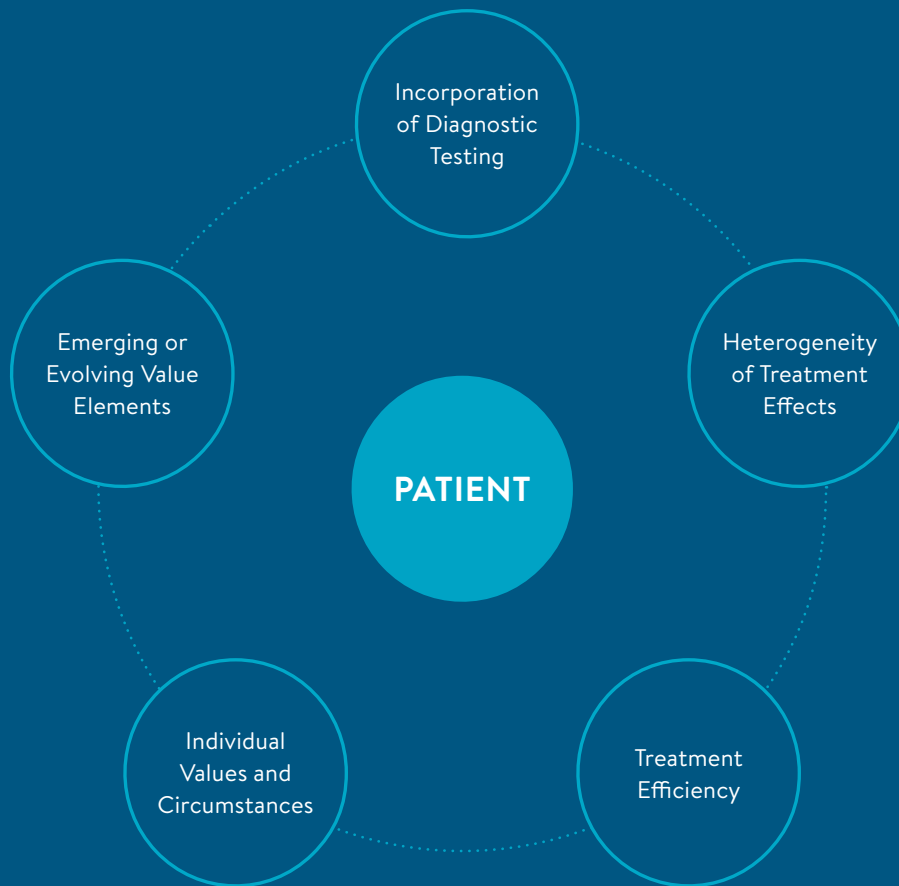 Incorporation
of Diagnostic
Testing
Emerging or
Evolving Value
Elements
Heterogeneity
of Treatment
Effects
PATIENT
Individual
Values and
Circumstances
Treatment
Efficiency